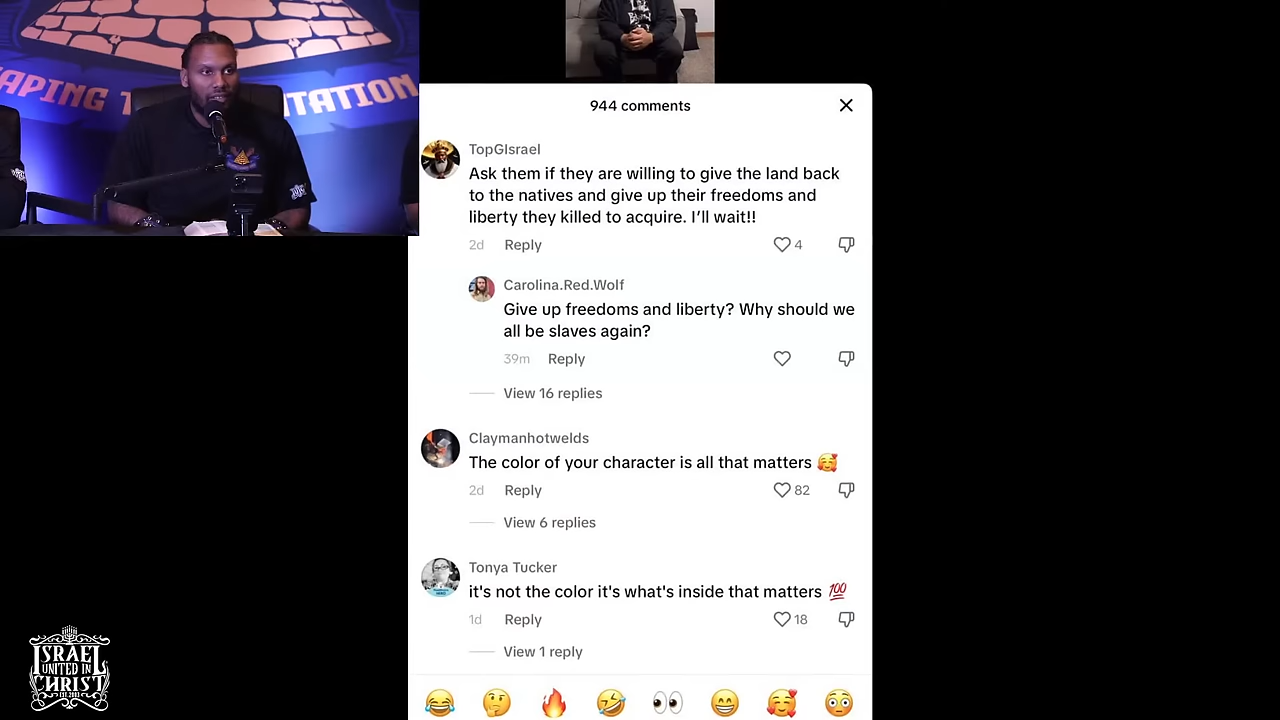 APING T
TATION
944 comments
TopGIsrael
Ask them if they are willing to give the land back
to the natives and give up their freedoms and
liberty they killed to acquire. I'll wait!!
2d Reply 4
Carolina.Red.Wolf
Give up freedoms and liberty? Why should we
all be slaves again?
39m Reply
View 16 replies
Claymanhotwelds
The color of your character is all that matters 🥰
2d Reply 82
View 6 replies
Tonya Tucker
it's not the color it's what's inside that matters 💯
1d Reply 18
View 1 reply
ISRAEL
UNITED IN
CHRIST